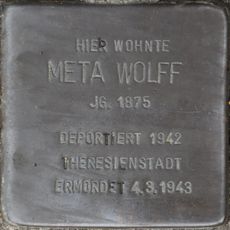 HIER WOHNTE
META WOLFF
JG. 1875
DEPORTIERT 1942
THERESIENSTADT
ERMORDET 4.3.1943